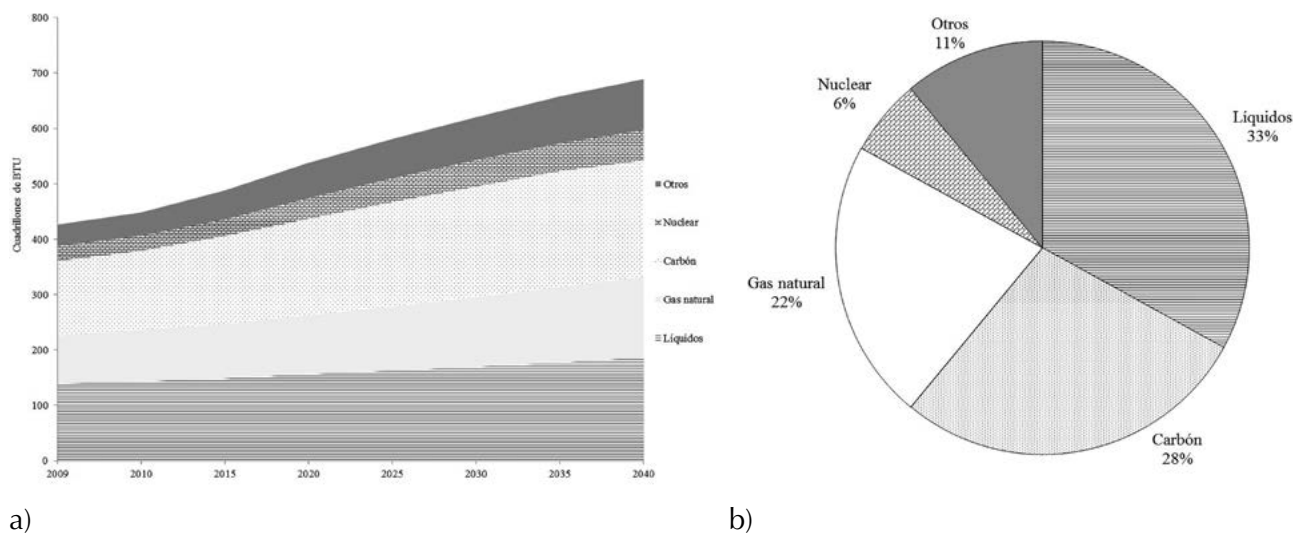 800
700
600
500
400
300
200
100
0
Cuadrillones de BTU
2009 2010 2015 2020 2025 2030 2035 2040
Otros
Nuclear
Carbón
Gas natural
Líquidos
a)
Otros
11%
Nuclear
6%
Líquidos
33%
Gas natural
22%
Carbón
28%
b)